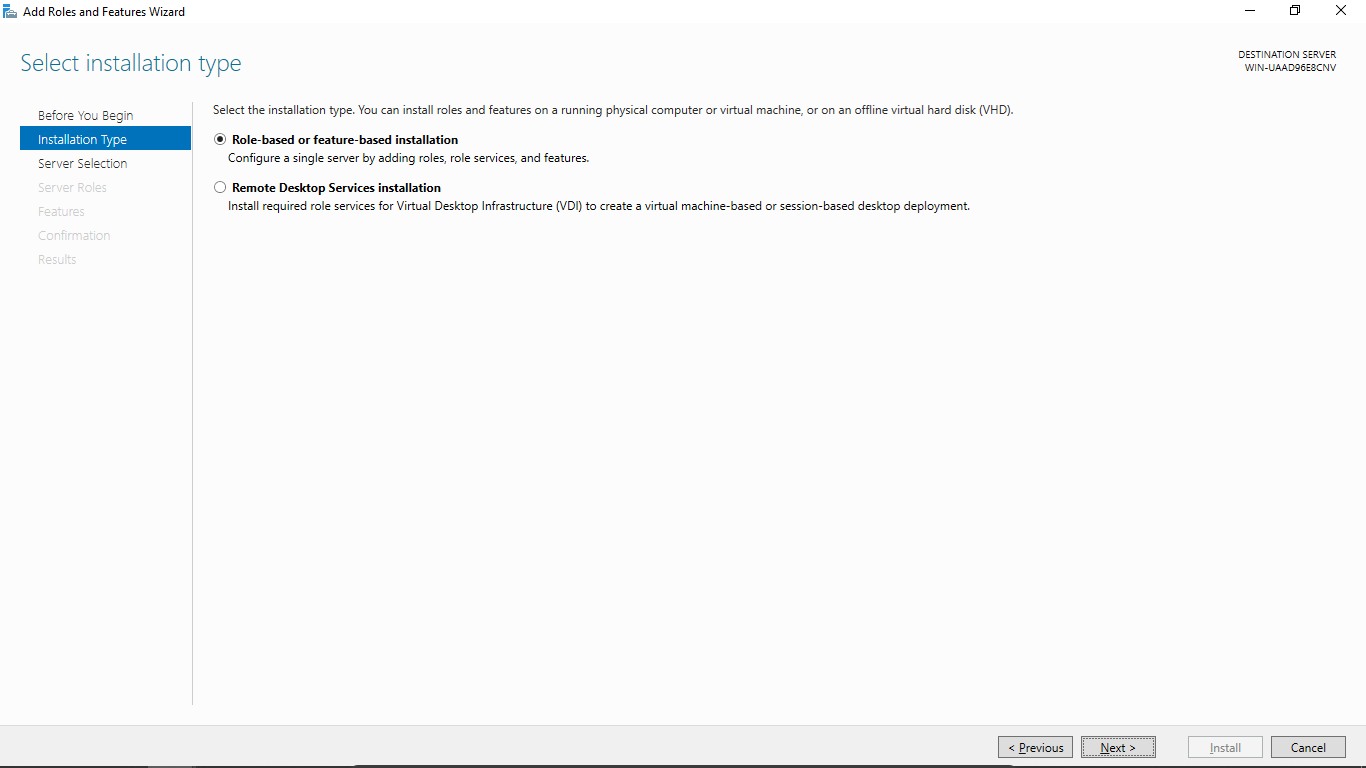 Add Roles and Features Wizard
Select installation type
DESTINATION SERVER
WIN-UAAD96E8CNV
Before You Begin
Installation Type
Server Selection
Server Roles
Features
Confirmation
Results
Select the installation type. You can install roles and features on a running physical computer or virtual machine, or on an offline virtual hard disk (VHD).
Role-based or feature-based installation
Configure a single server by adding roles, role services, and features.
Remote Desktop Services installation
Install required role services for Virtual Desktop Infrastructure (VDI) to create a virtual machine-based or session-based desktop deployment.
< Previous
Next >
Install
Cancel